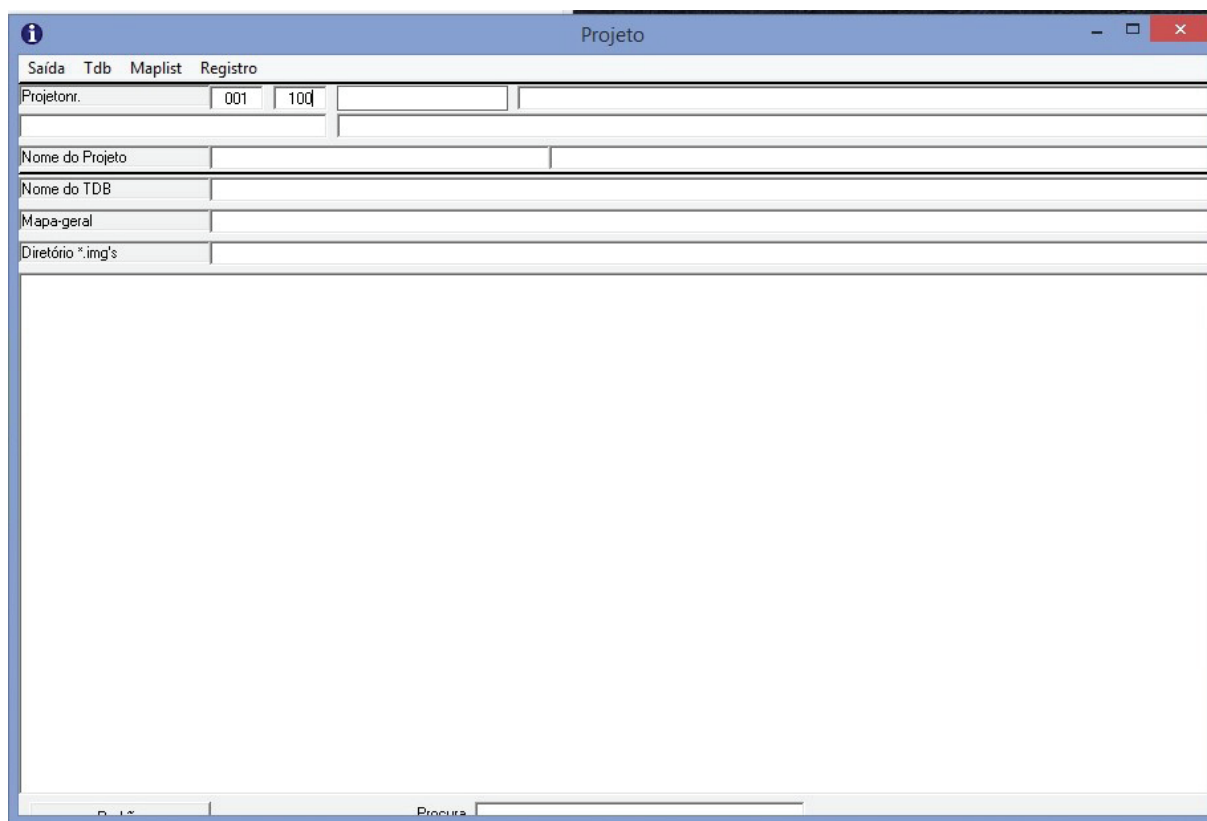 Projeto
Saída Tdb Maplist Registro
Projetonr. 001 100
Nome do Projeto
Nome do TDB
Mapa-geral
Diretório *.img's
Procura